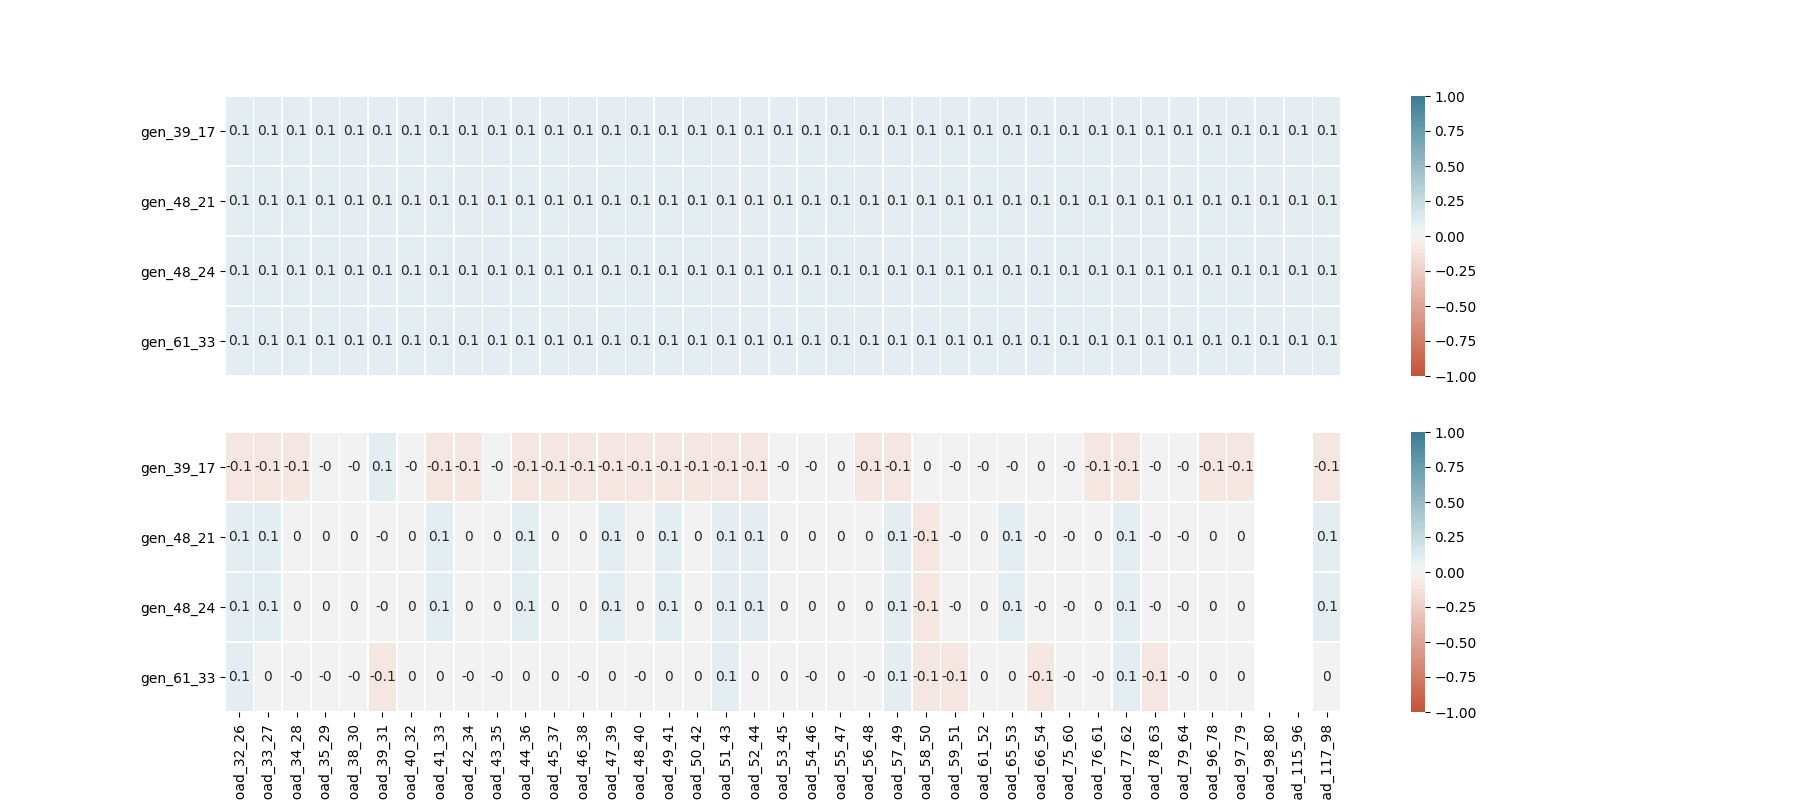 gen_39_17 0.1 0.1 0.1 0.1 0.1 0.1 0.1 0.1 0.1 0.1 0.1 0.1 0.1 0.1 0.1 0.1 0.1 0.1 0.1 0.1 0.1 0.1 0.1 0.1 0.1 0.1 0.1 0.1 0.1 0.1 0.1 0.1 0.1 0.1 0.1 0.1 0.1 0.1 0.1
gen_48_21 0.1 0.1 0.1 0.1 0.1 0.1 0.1 0.1 0.1 0.1 0.1 0.1 0.1 0.1 0.1 0.1 0.1 0.1 0.1 0.1 0.1 0.1 0.1 0.1 0.1 0.1 0.1 0.1 0.1 0.1 0.1 0.1 0.1 0.1 0.1 0.1 0.1 0.1 0.1
gen_48_24 0.1 0.1 0.1 0.1 0.1 0.1 0.1 0.1 0.1 0.1 0.1 0.1 0.1 0.1 0.1 0.1 0.1 0.1 0.1 0.1 0.1 0.1 0.1 0.1 0.1 0.1 0.1 0.1 0.1 0.1 0.1 0.1 0.1 0.1 0.1 0.1 0.1 0.1 0.1
gen_61_33 0.1 0.1 0.1 0.1 0.1 0.1 0.1 0.1 0.1 0.1 0.1 0.1 0.1 0.1 0.1 0.1 0.1 0.1 0.1 0.1 0.1 0.1 0.1 0.1 0.1 0.1 0.1 0.1 0.1 0.1 0.1 0.1 0.1 0.1 0.1 0.1 0.1 0.1 0.1
1.00
0.75
0.50
0.25
0.00
−0.25
−0.50
−0.75
−1.00
gen_39_17 -0.1 -0.1 -0.1 -0 -0 0.1 -0 -0.1 -0.1 -0 -0.1 -0.1 -0.1 -0.1 -0.1 -0.1 -0.1 -0.1 -0.1 -0 -0 0 -0.1 -0.1 0 -0 -0 -0 0 -0 -0.1 -0.1 -0 -0 -0.1 -0.1 -0.1
gen_48_21 0.1 0.1 0 0 0 -0 0 0.1 0 0 0.1 0 0 0.1 0 0.1 0 0.1 0.1 0 0 0 0 0.1 -0.1 -0 0 0.1 -0 -0 0 0.1 -0 -0 0 0 0.1
gen_48_24 0.1 0.1 0 0 0 -0 0 0.1 0 0 0.1 0 0 0.1 0 0.1 0 0.1 0.1 0 0 0 0 0.1 -0.1 -0 0 0.1 -0 -0 -0 0.1 -0 -0 0 0 0.1
gen_61_33 0.1 0 -0 -0 -0 -0.1 0 0 -0 0 0 -0 -0 0 -0 0 -0 0.1 0 0 -0 0 -0 0.1 -0.1 -0.1 0 0 -0.1 -0 -0 0.1 -0.1 -0 0 0 0
1.00
0.75
0.50
0.25
0.00
−0.25
−0.50
−0.75
−1.00
oad_32_26
oad_33_27
oad_34_28
oad_35_29
oad_38_30
oad_39_31
oad_40_32
oad_41_33
oad_42_34
oad_43_35
oad_44_36
oad_45_37
oad_46_38
oad_47_39
oad_48_40
oad_49_41
oad_50_42
oad_51_43
oad_52_44
oad_53_45
oad_54_46
oad_55_47
oad_56_48
oad_57_49
oad_58_50
oad_59_51
oad_61_52
oad_65_53
oad_66_54
oad_75_60
oad_76_61
oad_77_62
oad_78_63
oad_79_64
oad_96_78
oad_97_79
oad_98_80
ad_115_96
ad_117_98